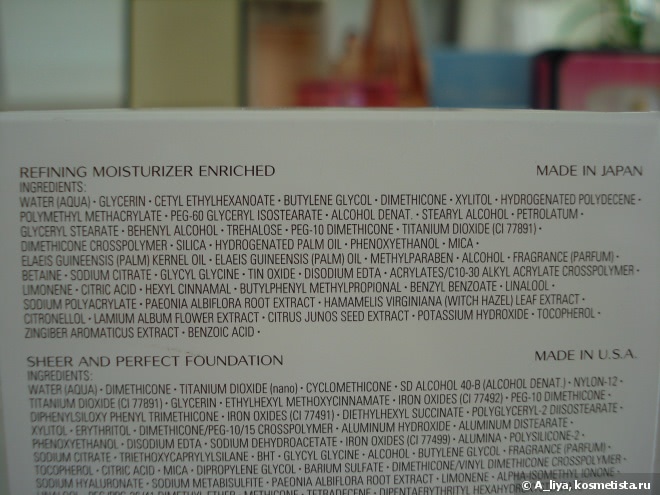 REFINING MOISTURIZER ENRICHED MADE IN JAPAN
INGREDIENTS:
WATER (AQUA) · GLYCERIN · CETYL ETHYLHEXANOATE · BUTYLENE GLYCOL · DIMETHICONE · XYLITOL · HYDROGENATED POLYDECENE ·
POLYMETHYL METHACRYLATE · PEG-60 GLYCERYL ISOSTEARATE · ALCOHOL DENAT. · STEARYL ALCOHOL · PETROLATUM ·
GLYCERYL STEARATE · BEHENYL ALCOHOL · TREHALOSE · PEG-10 DIMETHICONE · TITANIUM DIOXIDE (CI 77891) ·
DIMETHICONE CROSSPOLYMER · SILICA · HYDROGENATED PALM OIL · PHENOXYETHANOL · MICA ·
ELAEIS GUINEENSIS (PALM) KERNEL OIL · ELAEIS GUINEENSIS (PALM) OIL · METHYLPARABEN · ALCOHOL · FRAGRANCE (PARFUM) ·
BETAINE · SODIUM CITRATE · GLYCYL GLYCINE · TIN OXIDE · DISODIUM EDTA · ACRYLATES/C10-30 ALKYL ACRYLATE CROSSPOLYMER ·
LIMONENE · CITRIC ACID · HEXYL CINNAMAL · BUTYLPHENYL METHYLPROPIONAL · BENZYL BENZOATE · LINALOOL ·
SODIUM POLYACRYLATE · PAEONIA ALBIFLORA ROOT EXTRACT · HAMAMELIS VIRGINIANA (WITCH HAZEL) LEAF EXTRACT ·
CITRONELLOL · LAMIUM ALBUM FLOWER EXTRACT · CITRUS JUNOS SEED EXTRACT · POTASSIUM HYDROXIDE · TOCOPHEROL ·
ZINGIBER AROMATICUS EXTRACT · BENZOIC ACID ·
SHEER AND PERFECT FOUNDATION MADE IN U.S.A.
INGREDIENTS:
WATER (AQUA) · DIMETHICONE · TITANIUM DIOXIDE (nano) · CYCLOMETHICONE · SD ALCOHOL 40-B (ALCOHOL DENAT.) · NYLON-12 ·
TITANIUM DIOXIDE (CI 77891) · GLYCERIN · ETHYLHEXYL METHOXYCINNAMATE · IRON OXIDES (CI 77492) · PEG-10 DIMETHICONE ·
DIPHENYLSILOXY PHENYL TRIMETHICONE · IRON OXIDES (CI 77491) · DIETHYLHEXYL SUCCINATE · POLYGLYCERYL-2 DIISOSTEARATE ·
XYLITOL · ERYTHRITOL · DIMETHICONE/PEG-10/15 CROSSPOLYMER · ALUMINUM HYDROXIDE · ALUMINUM DISTEARATE ·
PHENOXYETHANOL · DISODIUM EDTA · SODIUM DEHYDROACETATE · IRON OXIDES (CI 77499) · ALUMINA · POLYSILICONE-2 ·
SODIUM CITRATE · TRIETHOXYCAPRYLYLSILANE · BHT · GLYCYL GLYCINE · ALCOHOL · BUTYLENE GLYCOL · FRAGRANCE (PARFUM) ·
TOCOPHEROL · CITRIC ACID · MICA · DIPROPYLENE GLYCOL · BARIUM SULFATE · DIMETHICONE/VINYL DIMETHICONE CROSSPOLYMER ·
SODIUM HYALURONATE · SODIUM METABISULFITE · PAEONIA ALBIFLORA ROOT EXTRACT · LIMONENE · ALPHA-ISOMETHYL IONONE ·
LINALOOL · DIMETHYL ETHER · METHICONE · TETRADECENE ·
© A_liya, kosmetista.ru